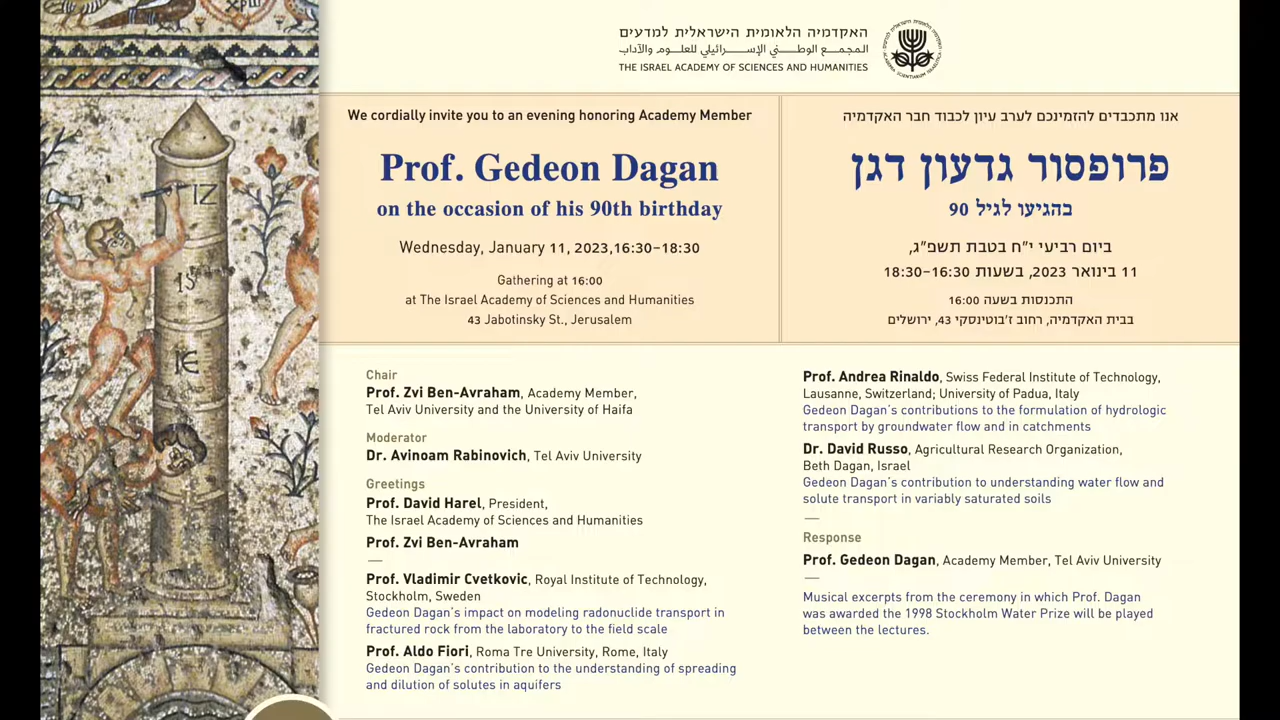 האקדמיה הלאומית הישראלית למדעים
المجمع الوطني الإسرائيلي للعلوم والآداب
THE ISRAEL ACADEMY OF SCIENCES AND HUMANITIES
We cordially invite you to an evening honoring Academy Member
Prof. Gedeon Dagan
on the occasion of his 90th birthday
Wednesday, January 11, 2023,16:30–18:30
Gathering at 16:00
at The Israel Academy of Sciences and Humanities
43 Jabotinsky St., Jerusalem
אנו מתכבדים להזמינכם לערב עיון לכבוד חבר האקדמיה
פרופסור גדעון דגן
בהגיעו לגיל 90
ביום רביעי י"ח בטבת תשפ"ג,
11 בינואר 2023, בשעות 18:30–16:30
התכנסות בשעה 16:00
בבית האקדמיה, רחוב ז'בוטינסקי 43, ירושלים
Chair
Prof. Zvi Ben-Avraham, Academy Member,
Tel Aviv University and the University of Haifa
Moderator
Dr. Avinoam Rabinovich, Tel Aviv University
Greetings
Prof. David Harel, President,
The Israel Academy of Sciences and Humanities
Prof. Zvi Ben-Avraham
Prof. Vladimir Cvetkovic, Royal Institute of Technology,
Stockholm, Sweden
Gedeon Dagan's impact on modeling radonuclide transport in
fractured rock from the laboratory to the field scale
Prof. Aldo Fiori, Roma Tre University, Rome, Italy
Gedeon Dagan's contribution to the understanding of spreading
and dilution of solutes in aquifers
Prof. Andrea Rinaldo, Swiss Federal Institute of Technology,
Lausanne, Switzerland; University of Padua, Italy
Gedeon Dagan's contributions to the formulation of hydrologic
transport by groundwater flow and in catchments
Dr. David Russo, Agricultural Research Organization,
Beth Dagan, Israel
Gedeon Dagan's contribution to understanding water flow and
solute transport in variably saturated soils
Response
Prof. Gedeon Dagan, Academy Member, Tel Aviv University
Musical excerpts from the ceremony in which Prof. Dagan
was awarded the 1998 Stockholm Water Prize will be played
between the lectures.